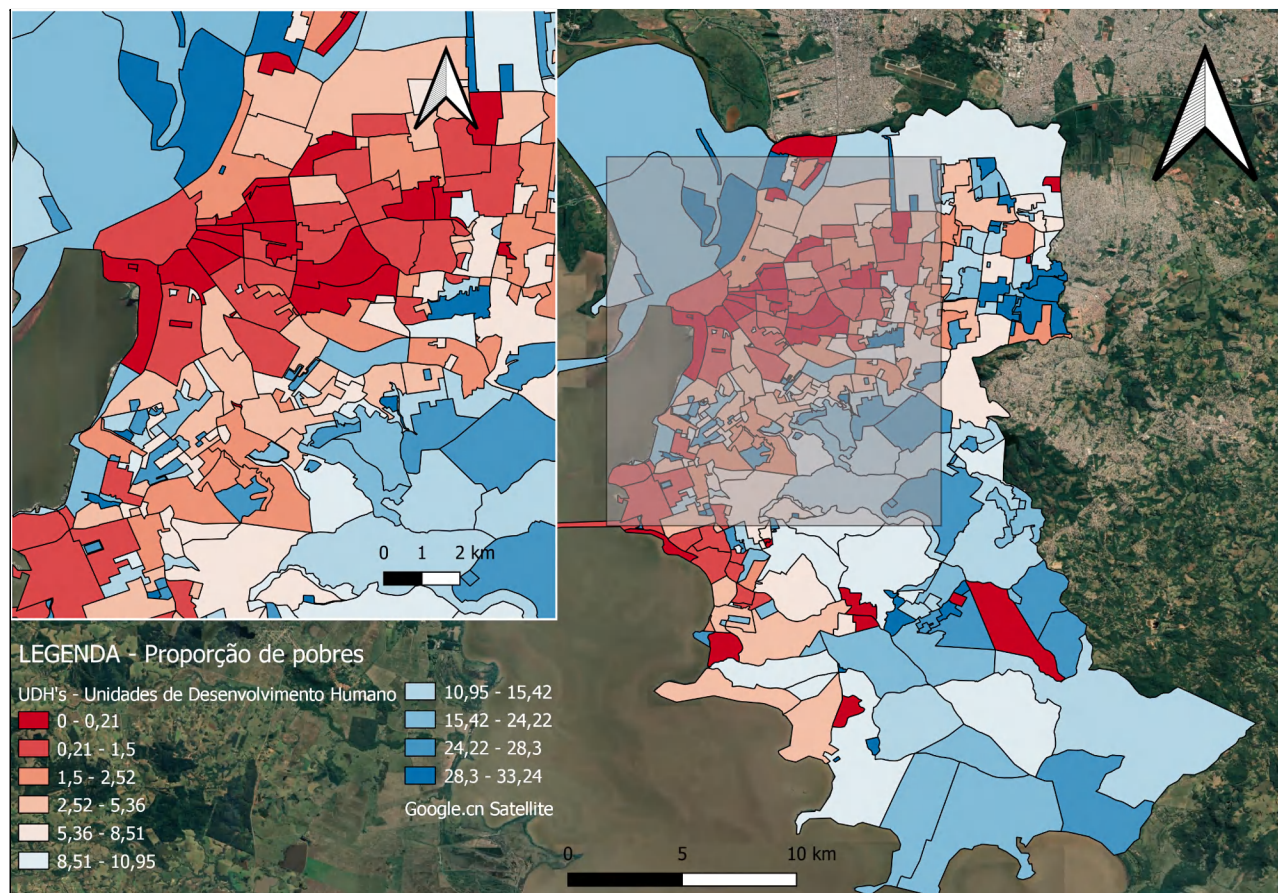 0 1 2 km
LEGENDA - Proporção de pobres
UDH's - Unidades de Desenvolvimento Humano
0 - 0,21
0,21 - 1,5
1,5 - 2,52
2,52 - 5,36
5,36 - 8,51
8,51 - 10,95
10,95 - 15,42
15,42 - 24,22
24,22 - 28,3
28,3 - 33,24
Google.cn Satellite
0 5 10 km